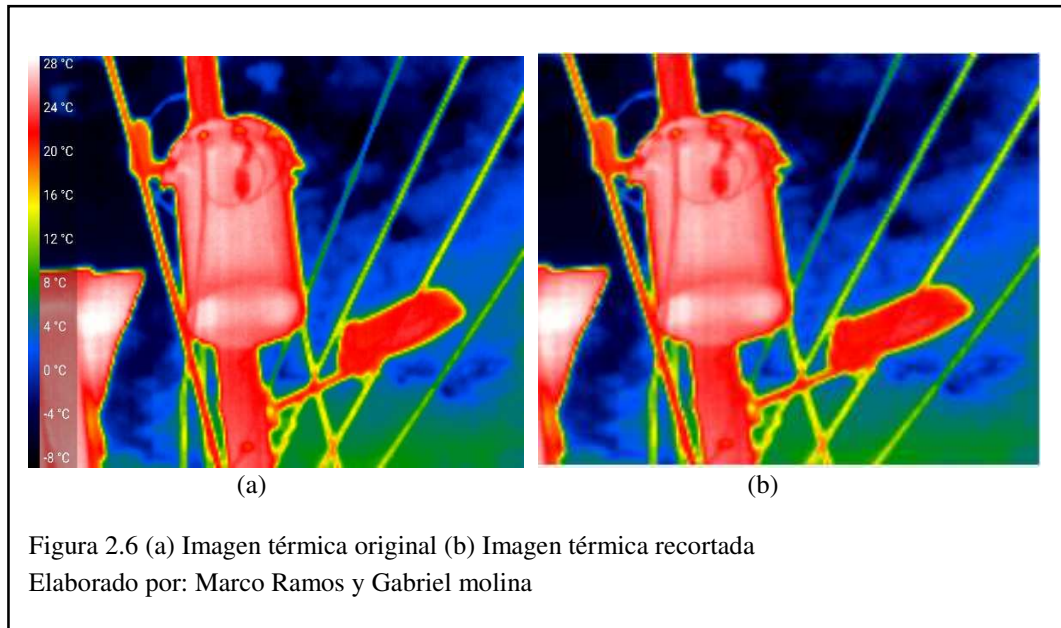 28 °C
24 °C
20 °C
16 °C
12 °C
8 °C
4 °C
0 °C
-4 °C
-8 °C
(a) (b)
Figura 2.6 (a) Imagen térmica original (b) Imagen térmica recortada
Elaborado por: Marco Ramos y Gabriel molina